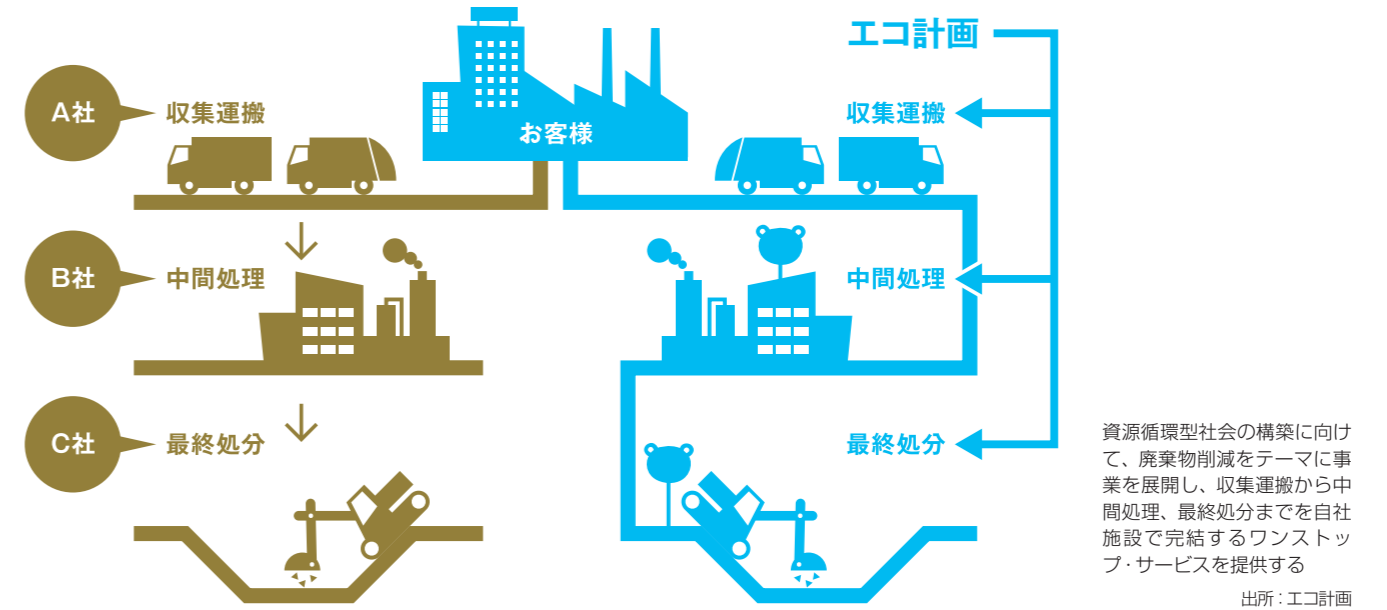 エコ計画
A社
収集運搬
お客様
収集運搬
B社
中間処理
中間処理
C社
最終処分
最終処分
資源循環型社会の構築に向け
て、廃棄物削減をテーマに事
業を展開し、収集運搬から中
間処理、最終処分までを自社
施設で完結するワンストッ
プ・サービスを提供する
出所：エコ計画